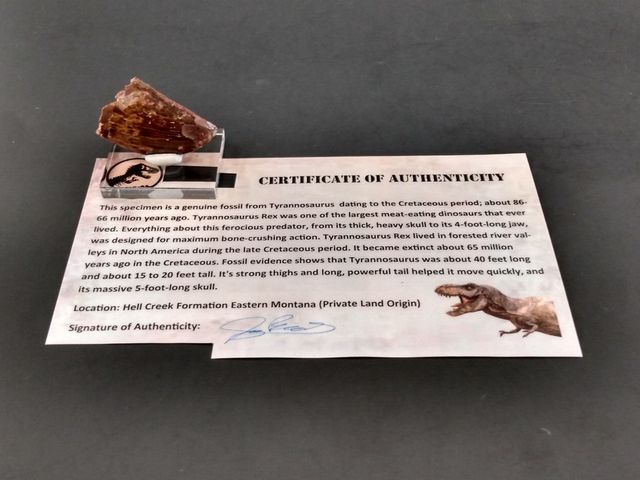 CERTIFICATE OF AUTHENTICITY
This specimen is a genuine fossil from Tyrannosaurus dating to the Cretaceous period; about 86-
66 million years ago. Tyrannosaurus Rex was one of the largest meat-eating dinosaurs that ever
lived. Everything about this ferocious predator, from its thick, heavy skull to its 4-foot-long jaw,
was designed for maximum bone-crushing action. Tyrannosaurus Rex lived in forested river val-
leys in North America during the late Cretaceous period. It became extinct about 65 million
years ago in the Cretaceous. Fossil evidence shows that Tyrannosaur was about 40 feet long
and about 15 to 20 feet tall. It's strong thighs and long, powerful tail helped it move quickly, and
its massive 5-foot-long skull.
Location: Hell Creek Formation Eastern Montana (Private Land Origin)
Signature of Authenticity: